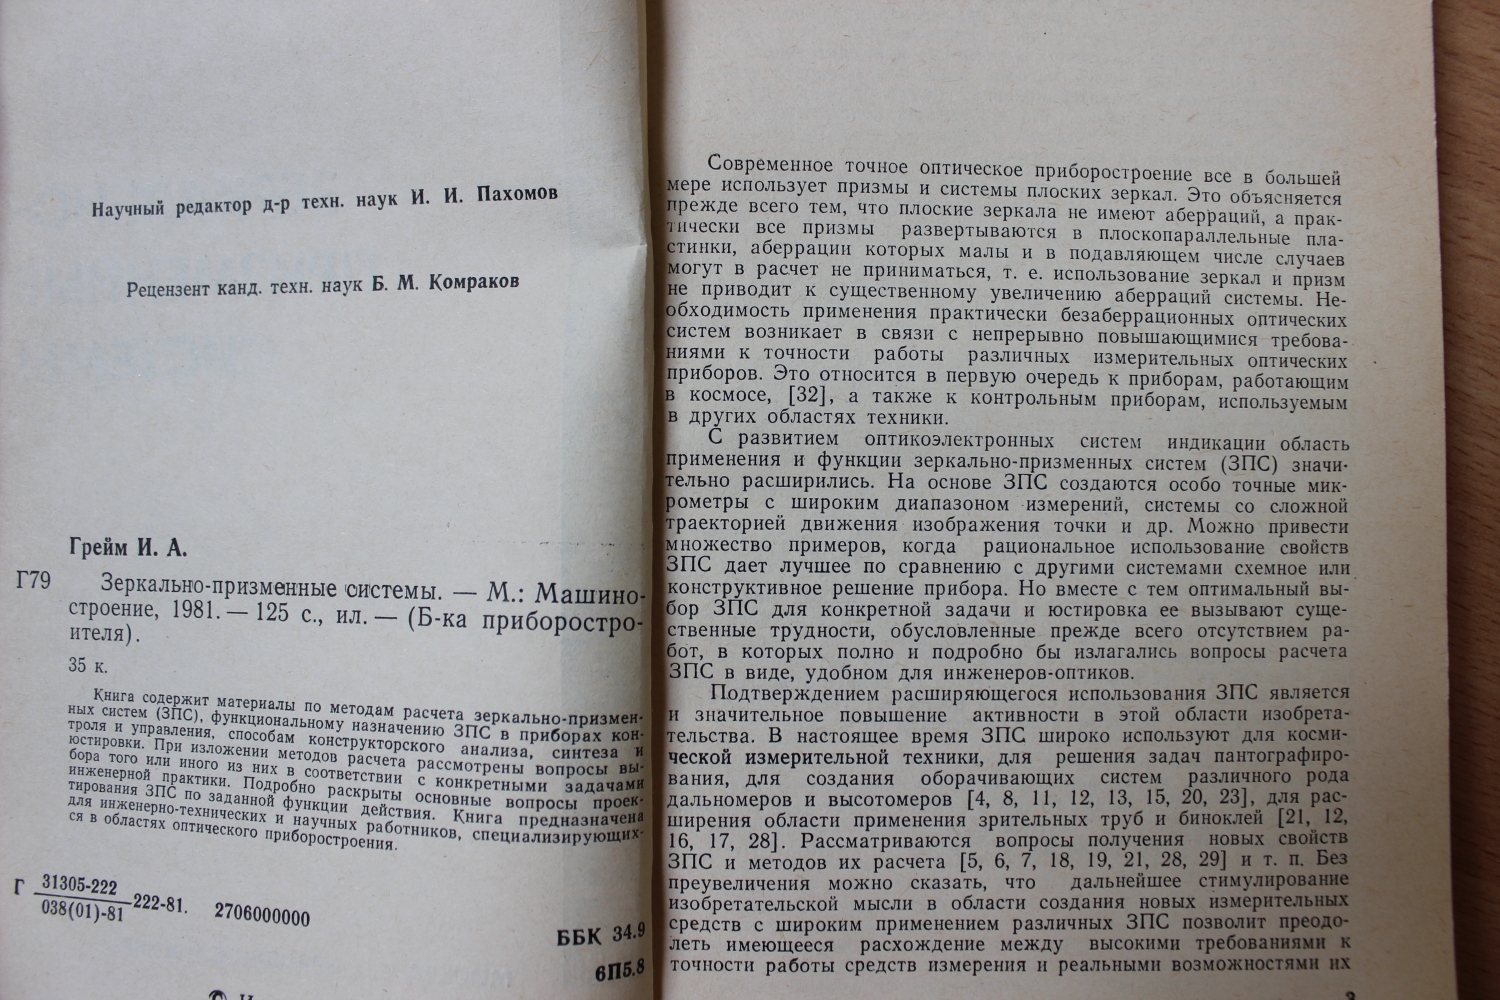 Научный редактор д-р техн. наук И. И. Пахомов
Рецензент канд. техн. наук Б. М. Комраков
Грейм И. А.
Г79 Зеркально-призменные системы. — М.: Машино-
строение, 1981. — 125 с., ил. — (Б-ка приборостро-
ителя).
35 к.
Книга содержит материалы по методам расчета зеркально-призмен-
ных систем (ЗПС), функциональному назначению ЗПС в приборах кон-
троля и управления, способам конструкторского анализа, синтеза и
юстировки. При изложении методов расчета рассмотрены вопросы вы-
бора того или иного из них в соответствии с конкретными задачами
инженерной практики. Подробно раскрыты основные вопросы проек-
тирования ЗПС по заданной функции действия. Книга предназначена
для инженерно-технических и научных работников, специализирующих-
ся в областях оптического приборостроения.
Г 31305-222
038(01)-81 222-81. 2706000000
ББК 34.9
6П5.8
©
Современное точное оптическое приборостроение все в большей
мере использует призмы и системы плоских зеркал. Это объясняется
прежде всего тем, что плоские зеркала не имеют аберраций, а прак-
тически все призмы развертываются в плоскопараллельные пла-
стинки, аберрации которых малы и в подавляющем числе случаев
могут в расчет не приниматься, т. е. использование зеркал и призм
не приводит к существенному увеличению аберраций системы. Не-
обходимость применения практически безаберрационных оптических
систем возникает в связи с непрерывно повышающимися требова-
ниями к точности работы различных измерительных оптических
приборов. Это относится в первую очередь к приборам, работающим
в космосе, [32], а также к контрольным приборам, используемым
в других областях техники.
С развитием оптикоэлектронных систем индикации область
применения и функции зеркально-призменных систем (ЗПС) значи-
тельно расширились. На основе ЗПС создаются особо точные мик-
рометры с широким диапазоном измерений, системы со сложной
траекторией движения изображения точки и др. Можно привести
множество примеров, когда рациональное использование свойств
ЗПС дает лучшее по сравнению с другими системами схемное или
конструктивное решение прибора. Но вместе с тем оптимальный вы-
бор ЗПС для конкретной задачи и юстировка ее вызывают суще-
ственные трудности, обусловленные прежде всего отсутствием ра-
бот, в которых полно и подробно бы излагались вопросы расчета
ЗПС в виде, удобном для инженеров-оптиков.
Подтверждением расширяющегося использования ЗПС является
и значительное повышение активности в этой области изобрета-
тельства. В настоящее время ЗПС широко используют для косми-
ческой измерительной техники, для решения задач пантографиро-
вания, для создания оборачивающих систем различного рода
дальномеров и высотомеров [4, 8, 11, 12, 13, 15, 20, 23], для рас-
ширения области применения зрительных труб и биноклей [21, 12,
16, 17, 28]. Рассматриваются вопросы получения новых свойств
ЗПС и методов их расчета [5, 6, 7, 18, 19, 21, 28, 29] и т. п. Без
преувеличения можно сказать, что дальнейшее стимулирование
изобретательской мысли в области создания новых измерительных
средств с широким применением различных ЗПС позволит преодо-
леть имеющееся расхождение между высокими требованиями к
точности работы средств измерения и реальными возможностями их
3